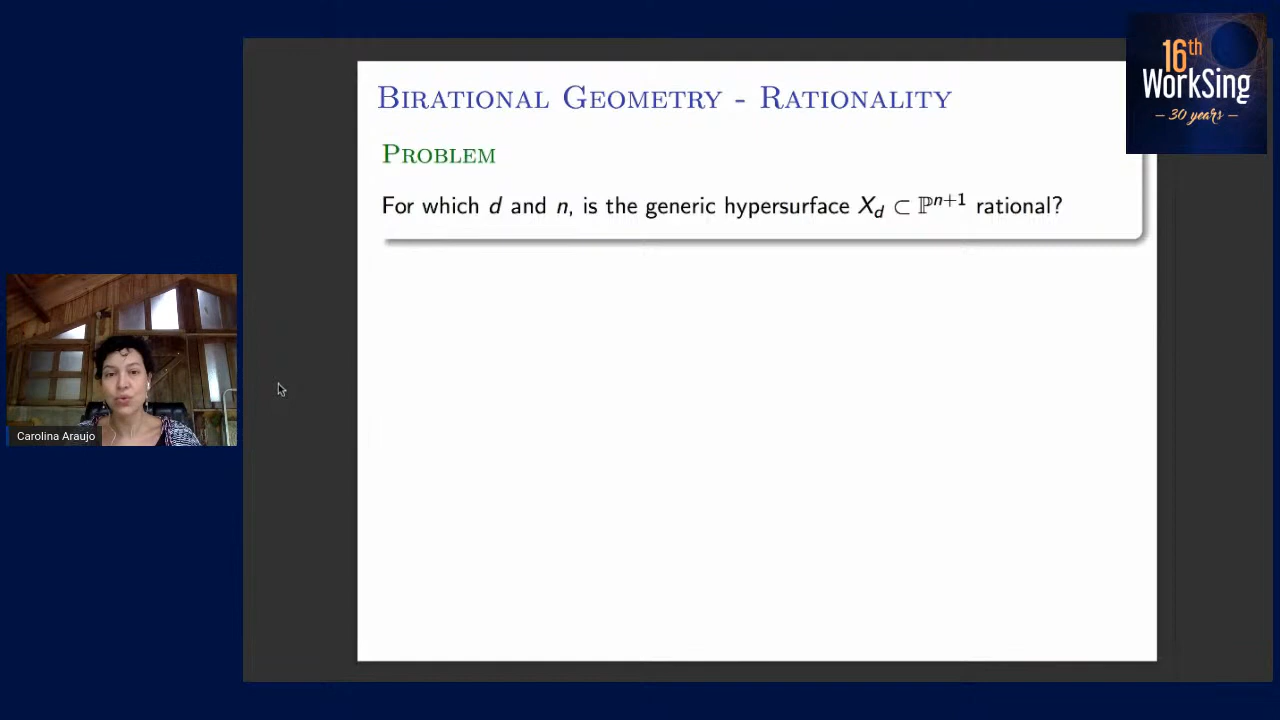 BIRATIONAL GEOMETRY - RATIONALITY
PROBLEM
For which d and n, is the generic hypersurface X_d ⊂ ℙ^{n+1} rational?
16th
WorkSing
– 30 years –
Carolina Araujo